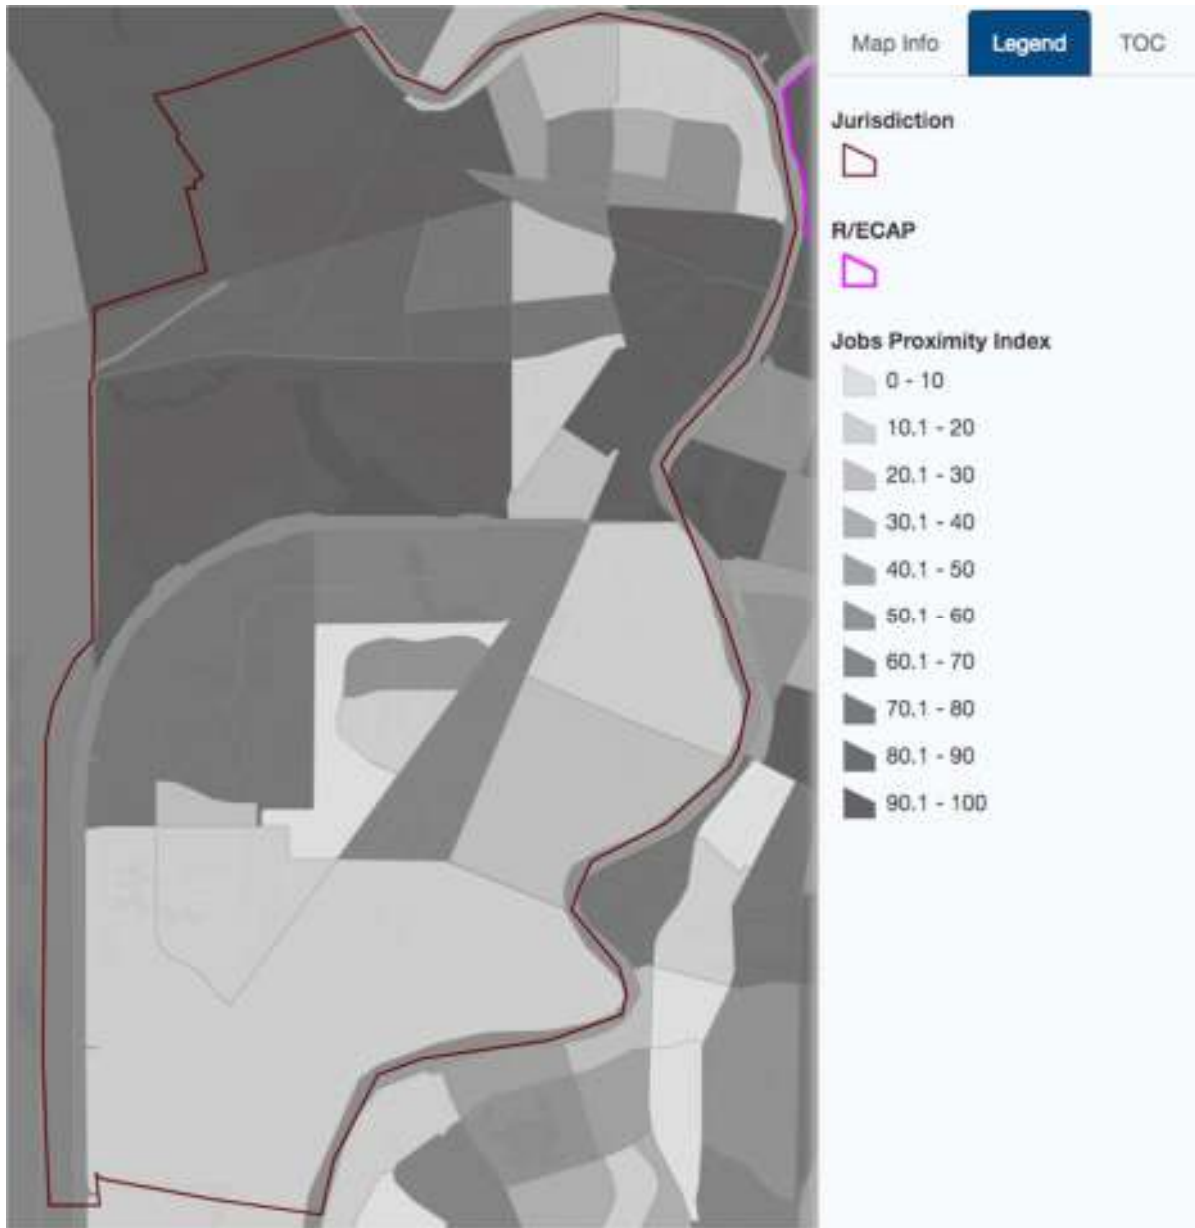 Map Info
Legend
TOC
Jurisdiction
R/ECAP
Jobs Proximity Index
0 - 10
10.1 - 20
20.1 - 30
30.1 - 40
40.1 - 50
50.1 - 60
60.1 - 70
70.1 - 80
80.1 - 90
90.1 - 100